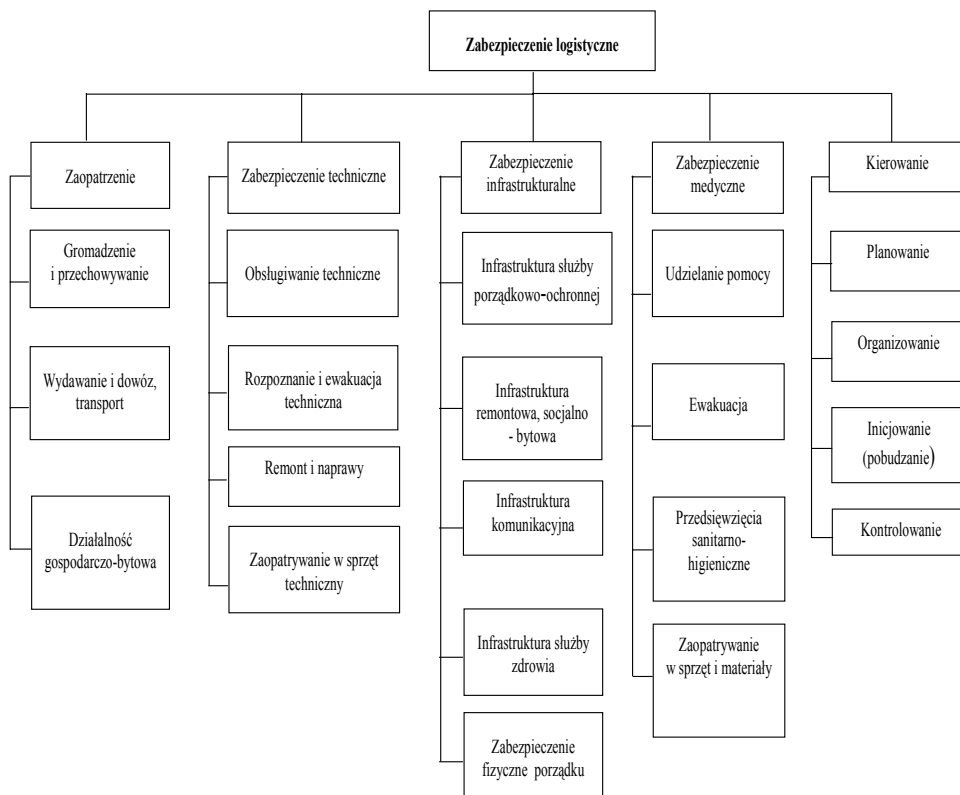 Zabezpieczenie logistyczne
Zaopatrzenie
Gromadzenie
i przechowywanie
Wydawanie i dowóz,
transport
Działalność
gospodarczo-bytowa
Zabezpieczenie techniczne
Obsługiwanie techniczne
Rozpoznanie i ewakuacja
techniczna
Remont i naprawy
Zaopatrywanie w sprzęt
techniczny
Zabezpieczenie
infrastrukturalne
Infrastruktura służby
porządkowo-ochronnej
Infrastruktura
remontowa, socjalno
- bytowa
Infrastruktura
komunikacyjna
Infrastruktura służby
zdrowia
Zabezpieczenie
fizyczne porządku
Zabezpieczenie
medyczne
Udzielanie pomocy
Ewakuacja
Przedsięwzięcia
sanitarno-
higieniczne
Zaopatrywanie
w sprzęt i materiały
Kierowanie
Planowanie
Organizowanie
Inicjowanie
(pobudzanie)
Kontrolowanie